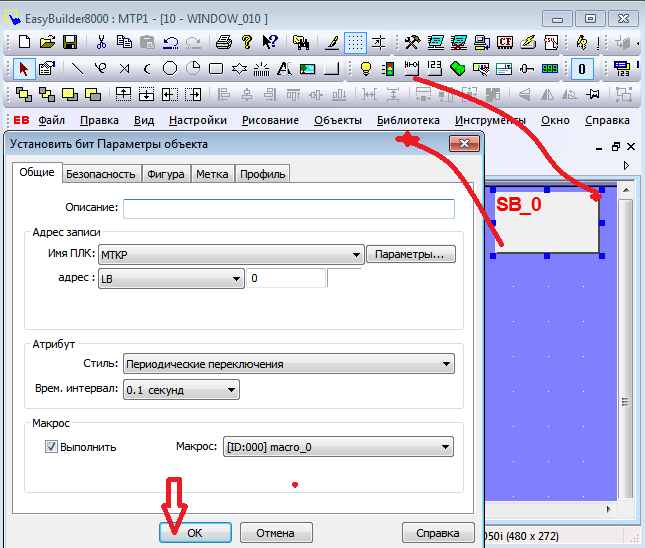 EasyBuilder8000 : MTP1 - [10 - WINDOW_010 ]
EB Файл Правка Вид Настройки Рисование Объекты Библиотека Инструменты Окно Справка
Установить бит Параметры объекта
Общие Безопасность Фигура Метка Профиль
Описание:
Адрес записи
Имя ПЛК: МТКР Параметры...
адрес : LB 0
Атрибут
Стиль: Периодические переключения
Врем. интервал: 0.1 секунд
Макрос
Выполнить Макрос: [ID:000] macro_0
OK Отмена Справка
SB_0
050i (480 x 272)